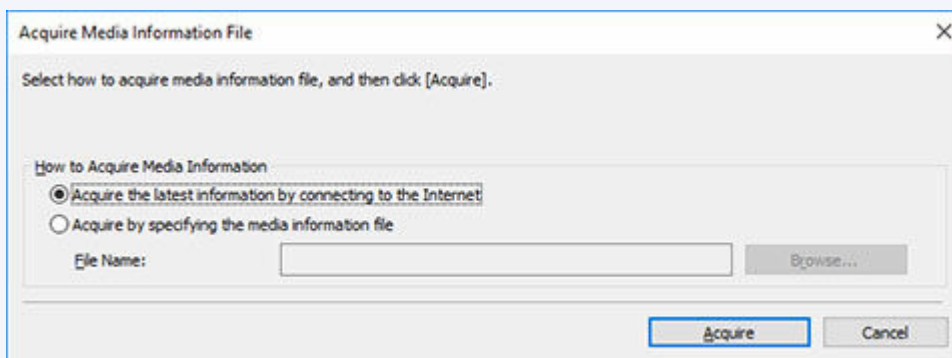 Acquire Media Information File
Select how to acquire media information file, and then click [Acquire].
How to Acquire Media Information
Acquire the latest information by connecting to the Internet
Acquire by specifying the media information file
File Name:
Browse...
Acquire
Cancel